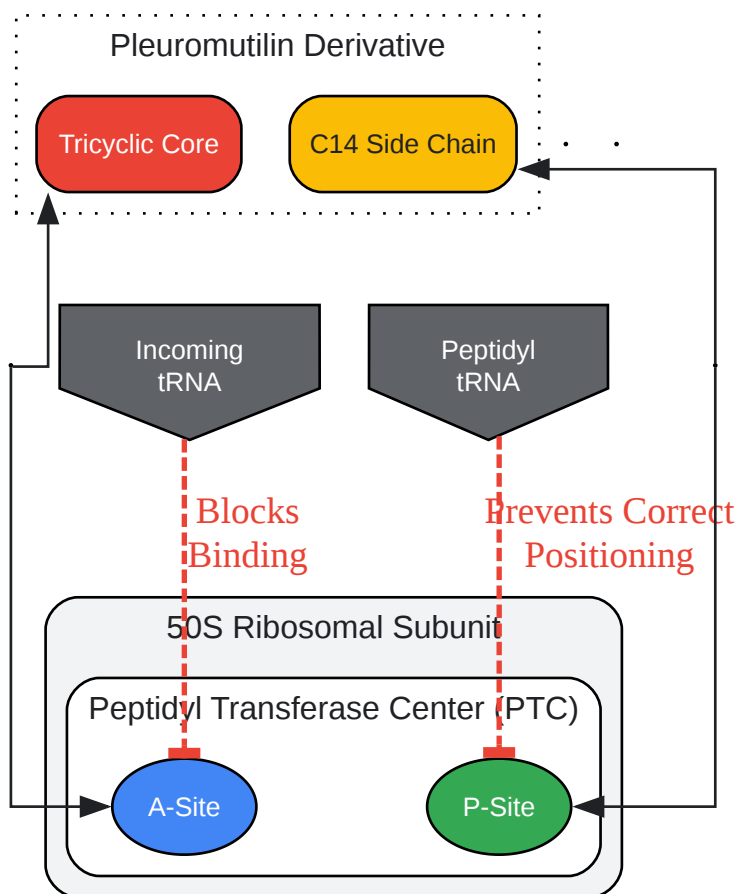 Pleuromutilin Derivative
Tricyclic Core
C14 Side Chain
Incoming
tRNA
Peptidyl
tRNA
Blocks
Binding
Prevents Correct
Positioning
50S Ribosomal Subunit
Peptidyl Transferase Center (PTC)
A-Site
P-Site